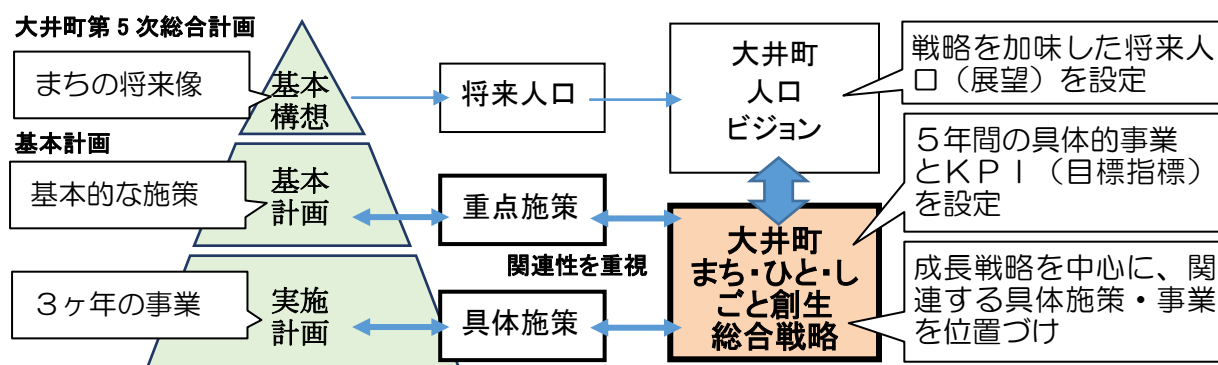 大井町第5次総合計画
まちの将来像
基本
構想
将来人口
大井町
人口
ビジョン
戦略を加味した将来人
口（展望）を設定
基本計画
基本的な施策
基本
計画
重点施策
５年間の具体的事業
とＫＰＩ（目標指標）
を設定
関連性を重視
３ヶ年の事業
実施
計画
具体施策
大井町
まち・ひと・し
ごと創生
総合戦略
成長戦略を中心に、関
連する具体施策・事業
を位置づけ